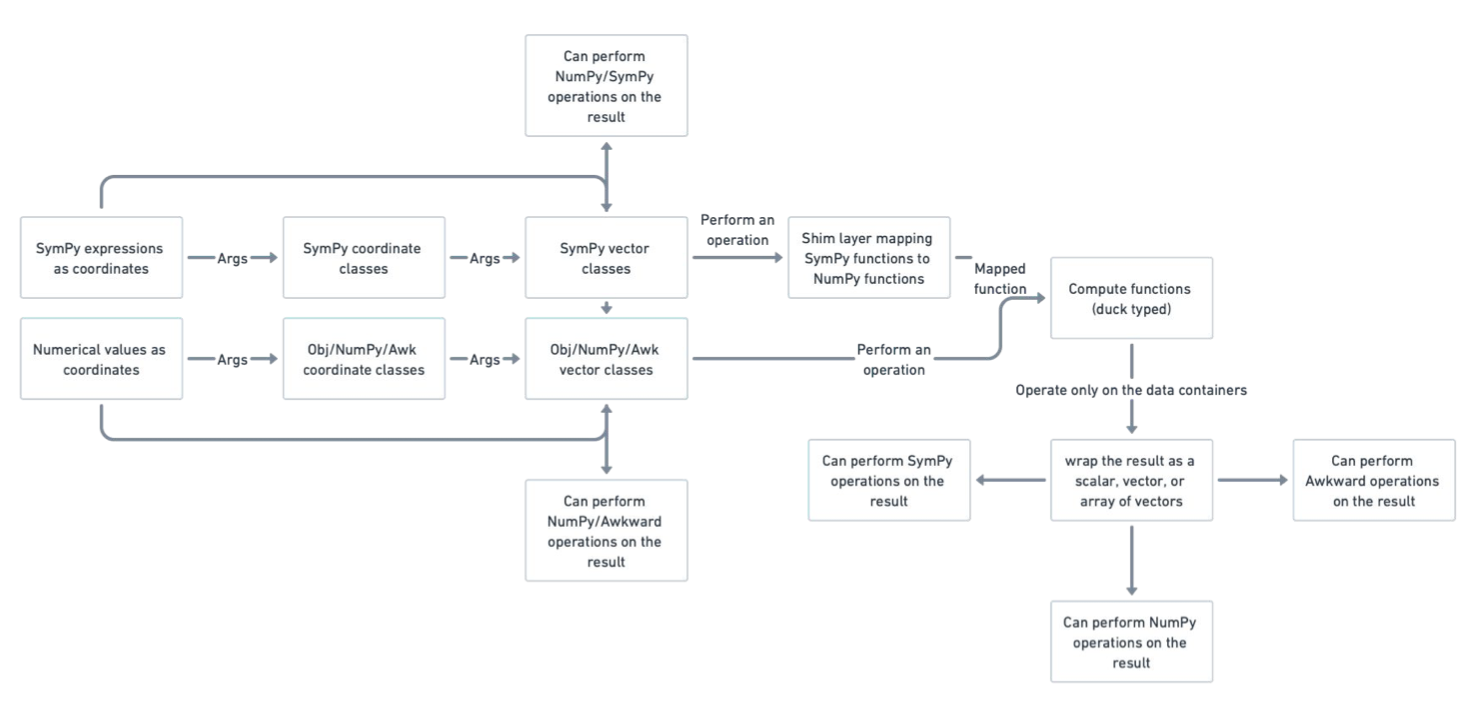 Can perform
NumPy/SymPy
operations on the
result
SymPy expressions
as coordinates
Args
SymPy coordinate
classes
Args
SymPy vector
classes
Perform an
operation
Shim layer mapping
SymPy functions to
NumPy functions
Mapped
function
Compute functions
(duck typed)
Numerical values as
coordinates
Args
Obj/NumPy/Awk
coordinate classes
Args
Obj/NumPy/Awk
vector classes
Perform an
operation
Operate only on the data containers
Can perform SymPy
operations on the
result
wrap the result as a
scalar, vector, or
array of vectors
Can perform
Awkward operations
on the result
Can perform
NumPy/Awkward
operations on the
result
Can perform NumPy
operations on the
result